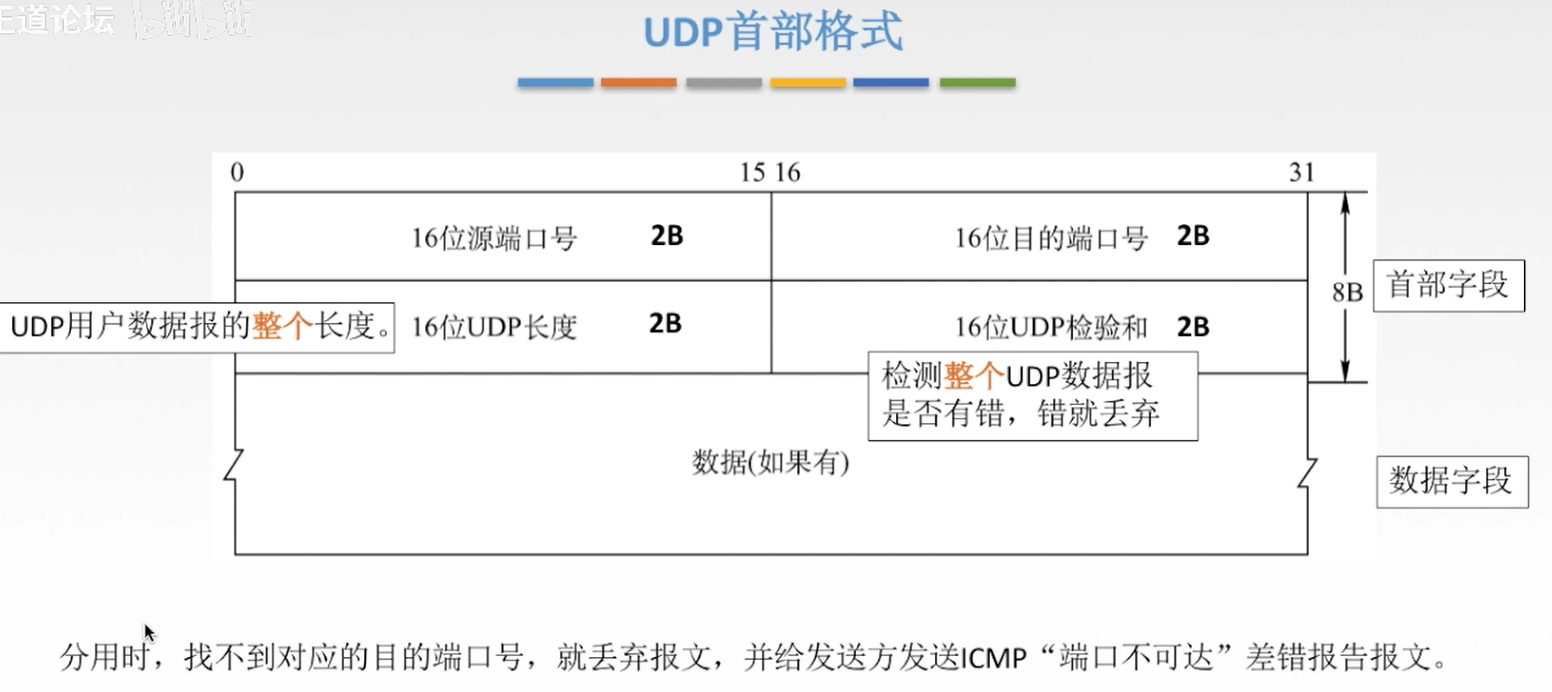 王道论坛 bilibili
UDP首部格式
0 15 16 31
16位源端口号 2B 16位目的端口号 2B
首部字段
8B
UDP用户数据报的整个长度。 16位UDP长度 2B 16位UDP检验和 2B
检测整个UDP数据报
是否有错，错就丢弃
数据(如果有)
数据字段
分用时，找不到对应的目的端口号，就丢弃报文，并给发送方发送ICMP“端口不可达”差错报告报文。